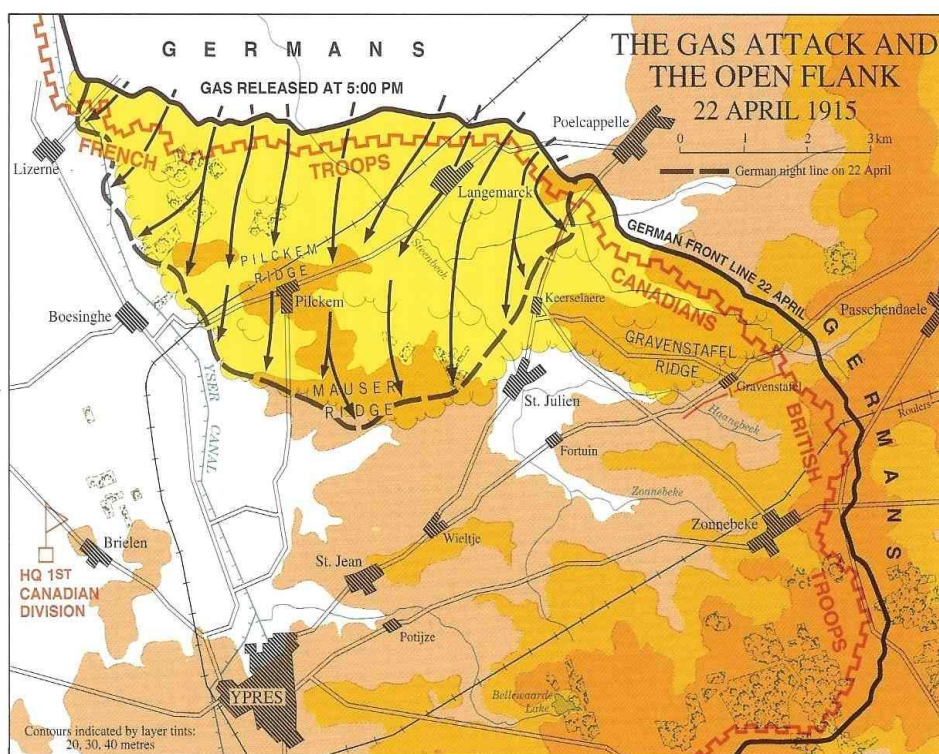 GERMANS
GAS RELEASED AT 5:00 PM
THE GAS ATTACK AND
THE OPEN FLANK
22 APRIL 1915
0 1 2 3 km
German night line on 22 April
Poelcappelle
Lizerne
FRENCH
TROOPS
Langemarck
Steenbeek
PILCKEM
RIDGE
GERMAN FRONT LINE 22 APRIL
CANADIANS
Pilckem
Keerselaere
Boesinghe
Passchendaele
GERMANS
GRAVENSTAFEL
RIDGE
Gravenstafel
MAUSER
RIDGE
St. Julien
Haanebeek
Roulers
YSER
CANAL
BRITISH
TROOPS
Fortuin
Zonnebeke
Zonnebeke
Wieltje
Brielen
HQ 1ST
CANADIAN
DIVISION
St. Jean
Potijze
YPRES
Bellewaarde
Lake
Contours indicated by layer tints:
20, 30, 40 metres